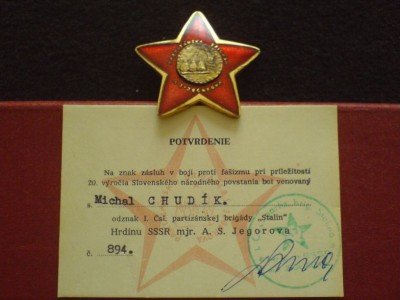 POTVRDENIE
Na znak zásluh v boji proti fašizmu pri príležitosti
20. výročia Slovenského národného povstania bol venovaný
s. Michal CHUDÍK.
odznak I. Čsl. partizánskej brigády „Stalin"
Hrdinu SSSR mjr. A. S. Jegorova
č. 894.